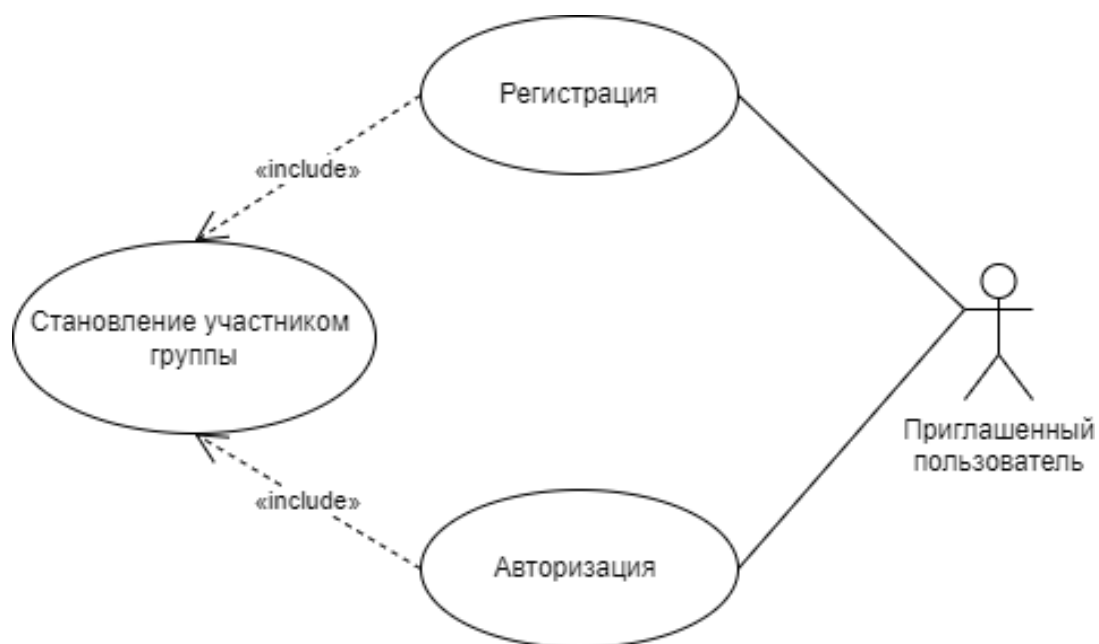 Регистрация
«include»
Становление участником
группы
Приглашенный
пользователь
«include»
Авторизация